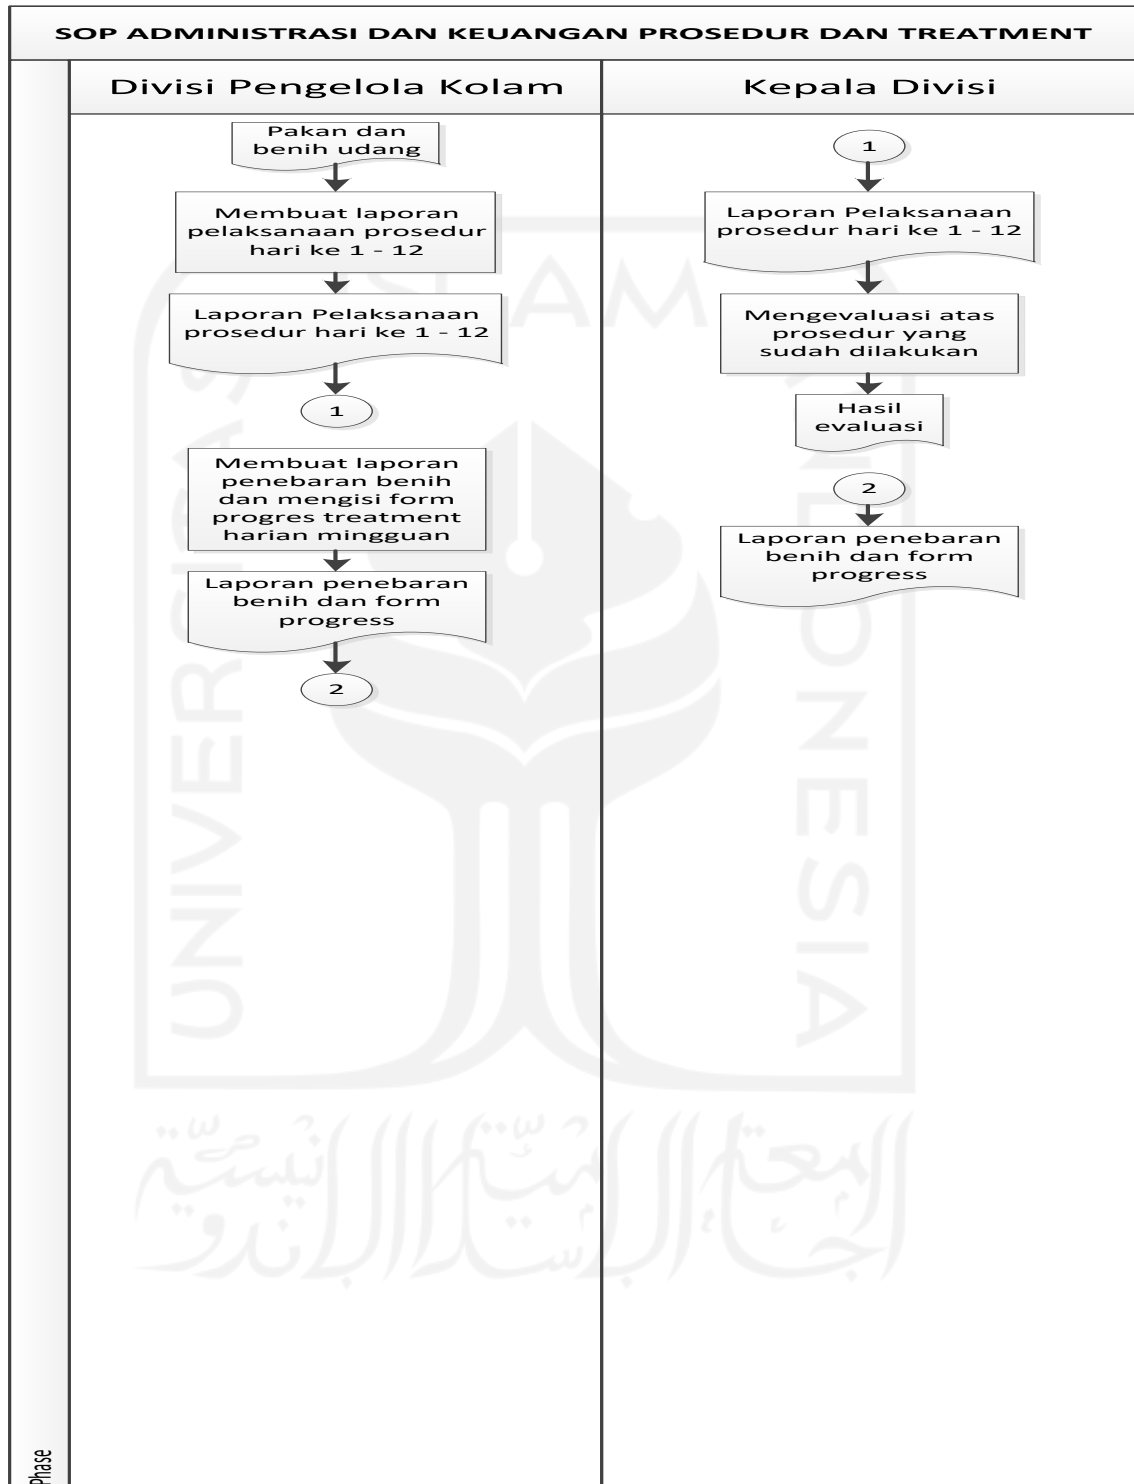 SOP ADMINISTRASI DAN KEUANGAN PROSEDUR DAN TREATMENT
Divisi Pengelola Kolam
Pakan dan
benih udang
Membuat laporan
pelaksanaan prosedur
hari ke 1 - 12
Laporan Pelaksanaan
prosedur hari ke 1 - 12
1
Membuat laporan
penebaran benih
dan mengisi form
progres treatment
harian mingguan
Laporan penebaran
benih dan form
progress
2
Kepala Divisi
1
Laporan Pelaksanaan
prosedur hari ke 1 - 12
Mengevaluasi atas
prosedur yang
sudah dilakukan
Hasil
evaluasi
2
Laporan penebaran
benih dan form
progress
Phase
UNIVERSITAS
ISLAM
INDONESIA